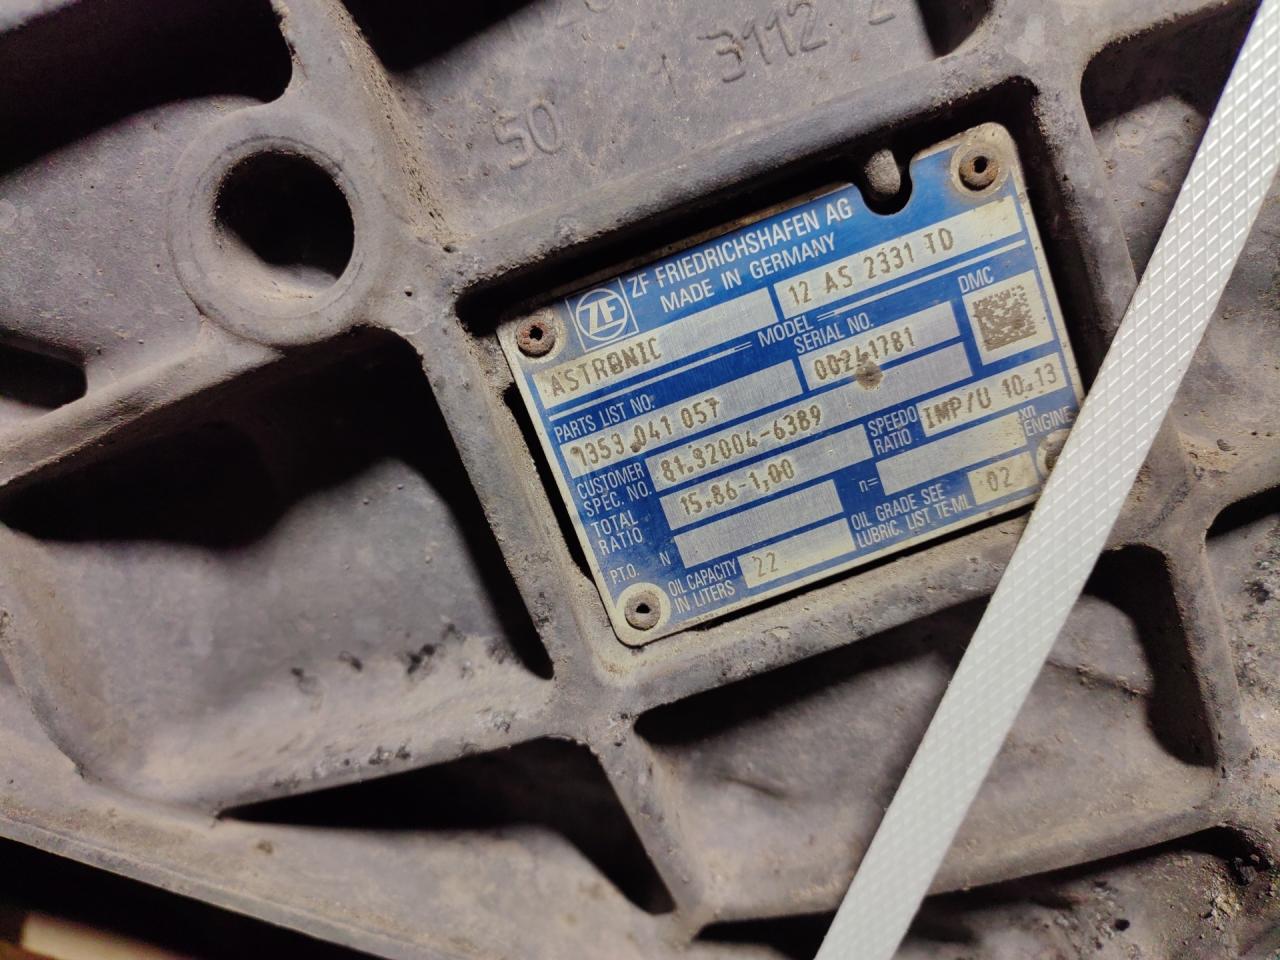 3112 2
50
ZF
ZF FRIEDRICHSHAFEN AG
MADE IN GERMANY
ASTRONIC
MODEL
12 AS 2331 TD
PARTS LIST NO.
SERIAL NO.
DMC
1353 041 057
00241781
CUSTOMER SPEC. NO.
81.32004-6389
SPEEDO RATIO
IMP/U 10.13
TOTAL RATIO
15.86-1,00
n=
xn ENGINE
P.T.O.
N
OIL CAPACITY IN LITERS
22
OIL GRADE SEE
LUBRIC. LIST TE-ML
02